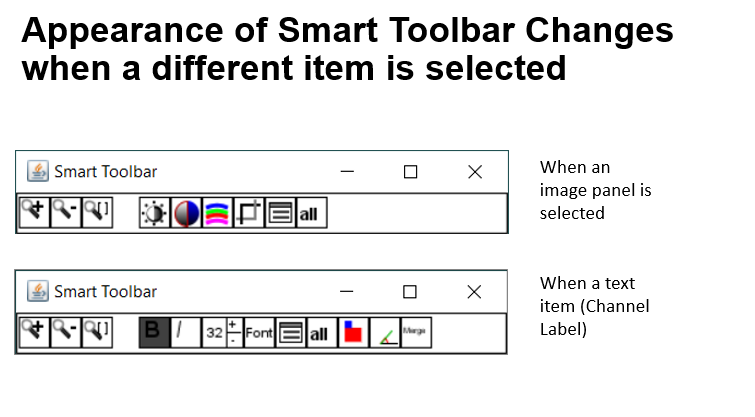 Appearance of Smart Toolbar Changes
when a different item is selected
Smart Toolbar
all
When an
image panel is
selected
Smart Toolbar
B I 32 + - Font all Merge
When a text
item (Channel
Label)